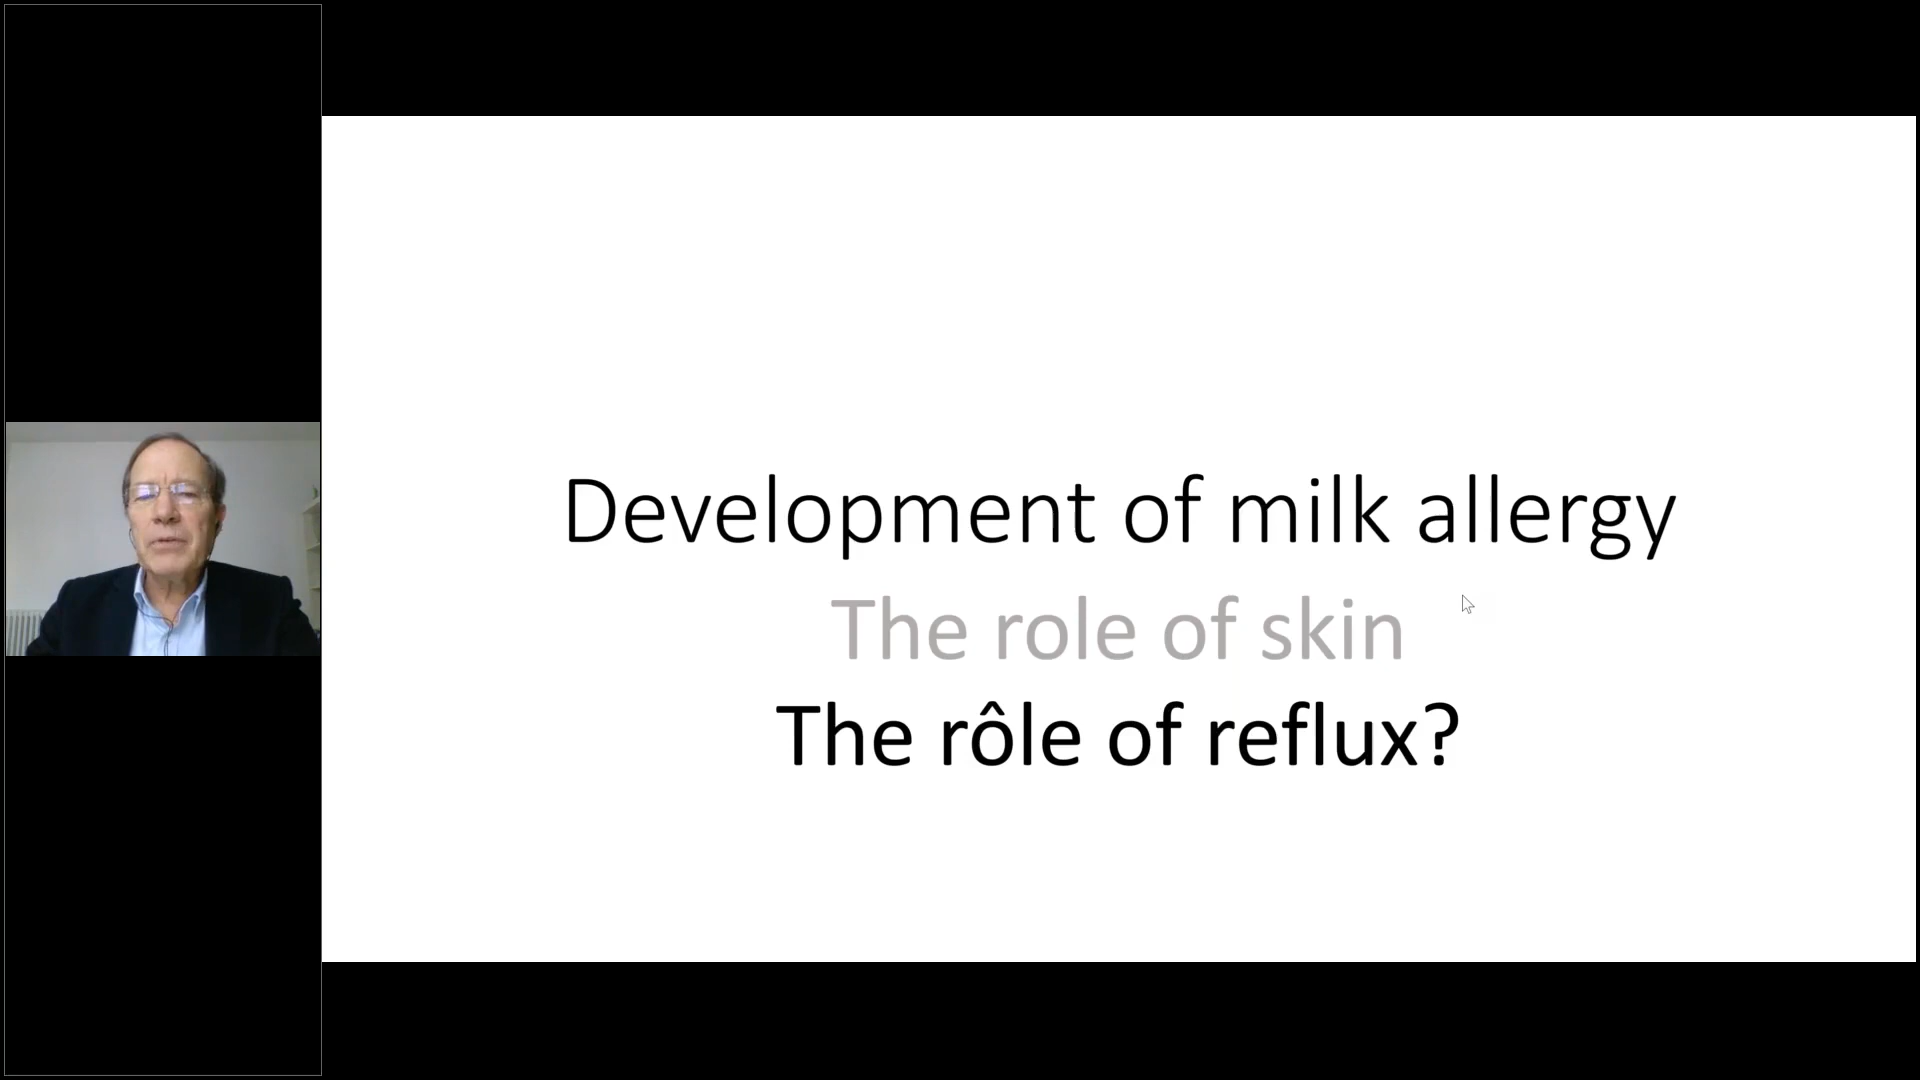 Development of milk allergy
The role of skin
The rôle of reflux?